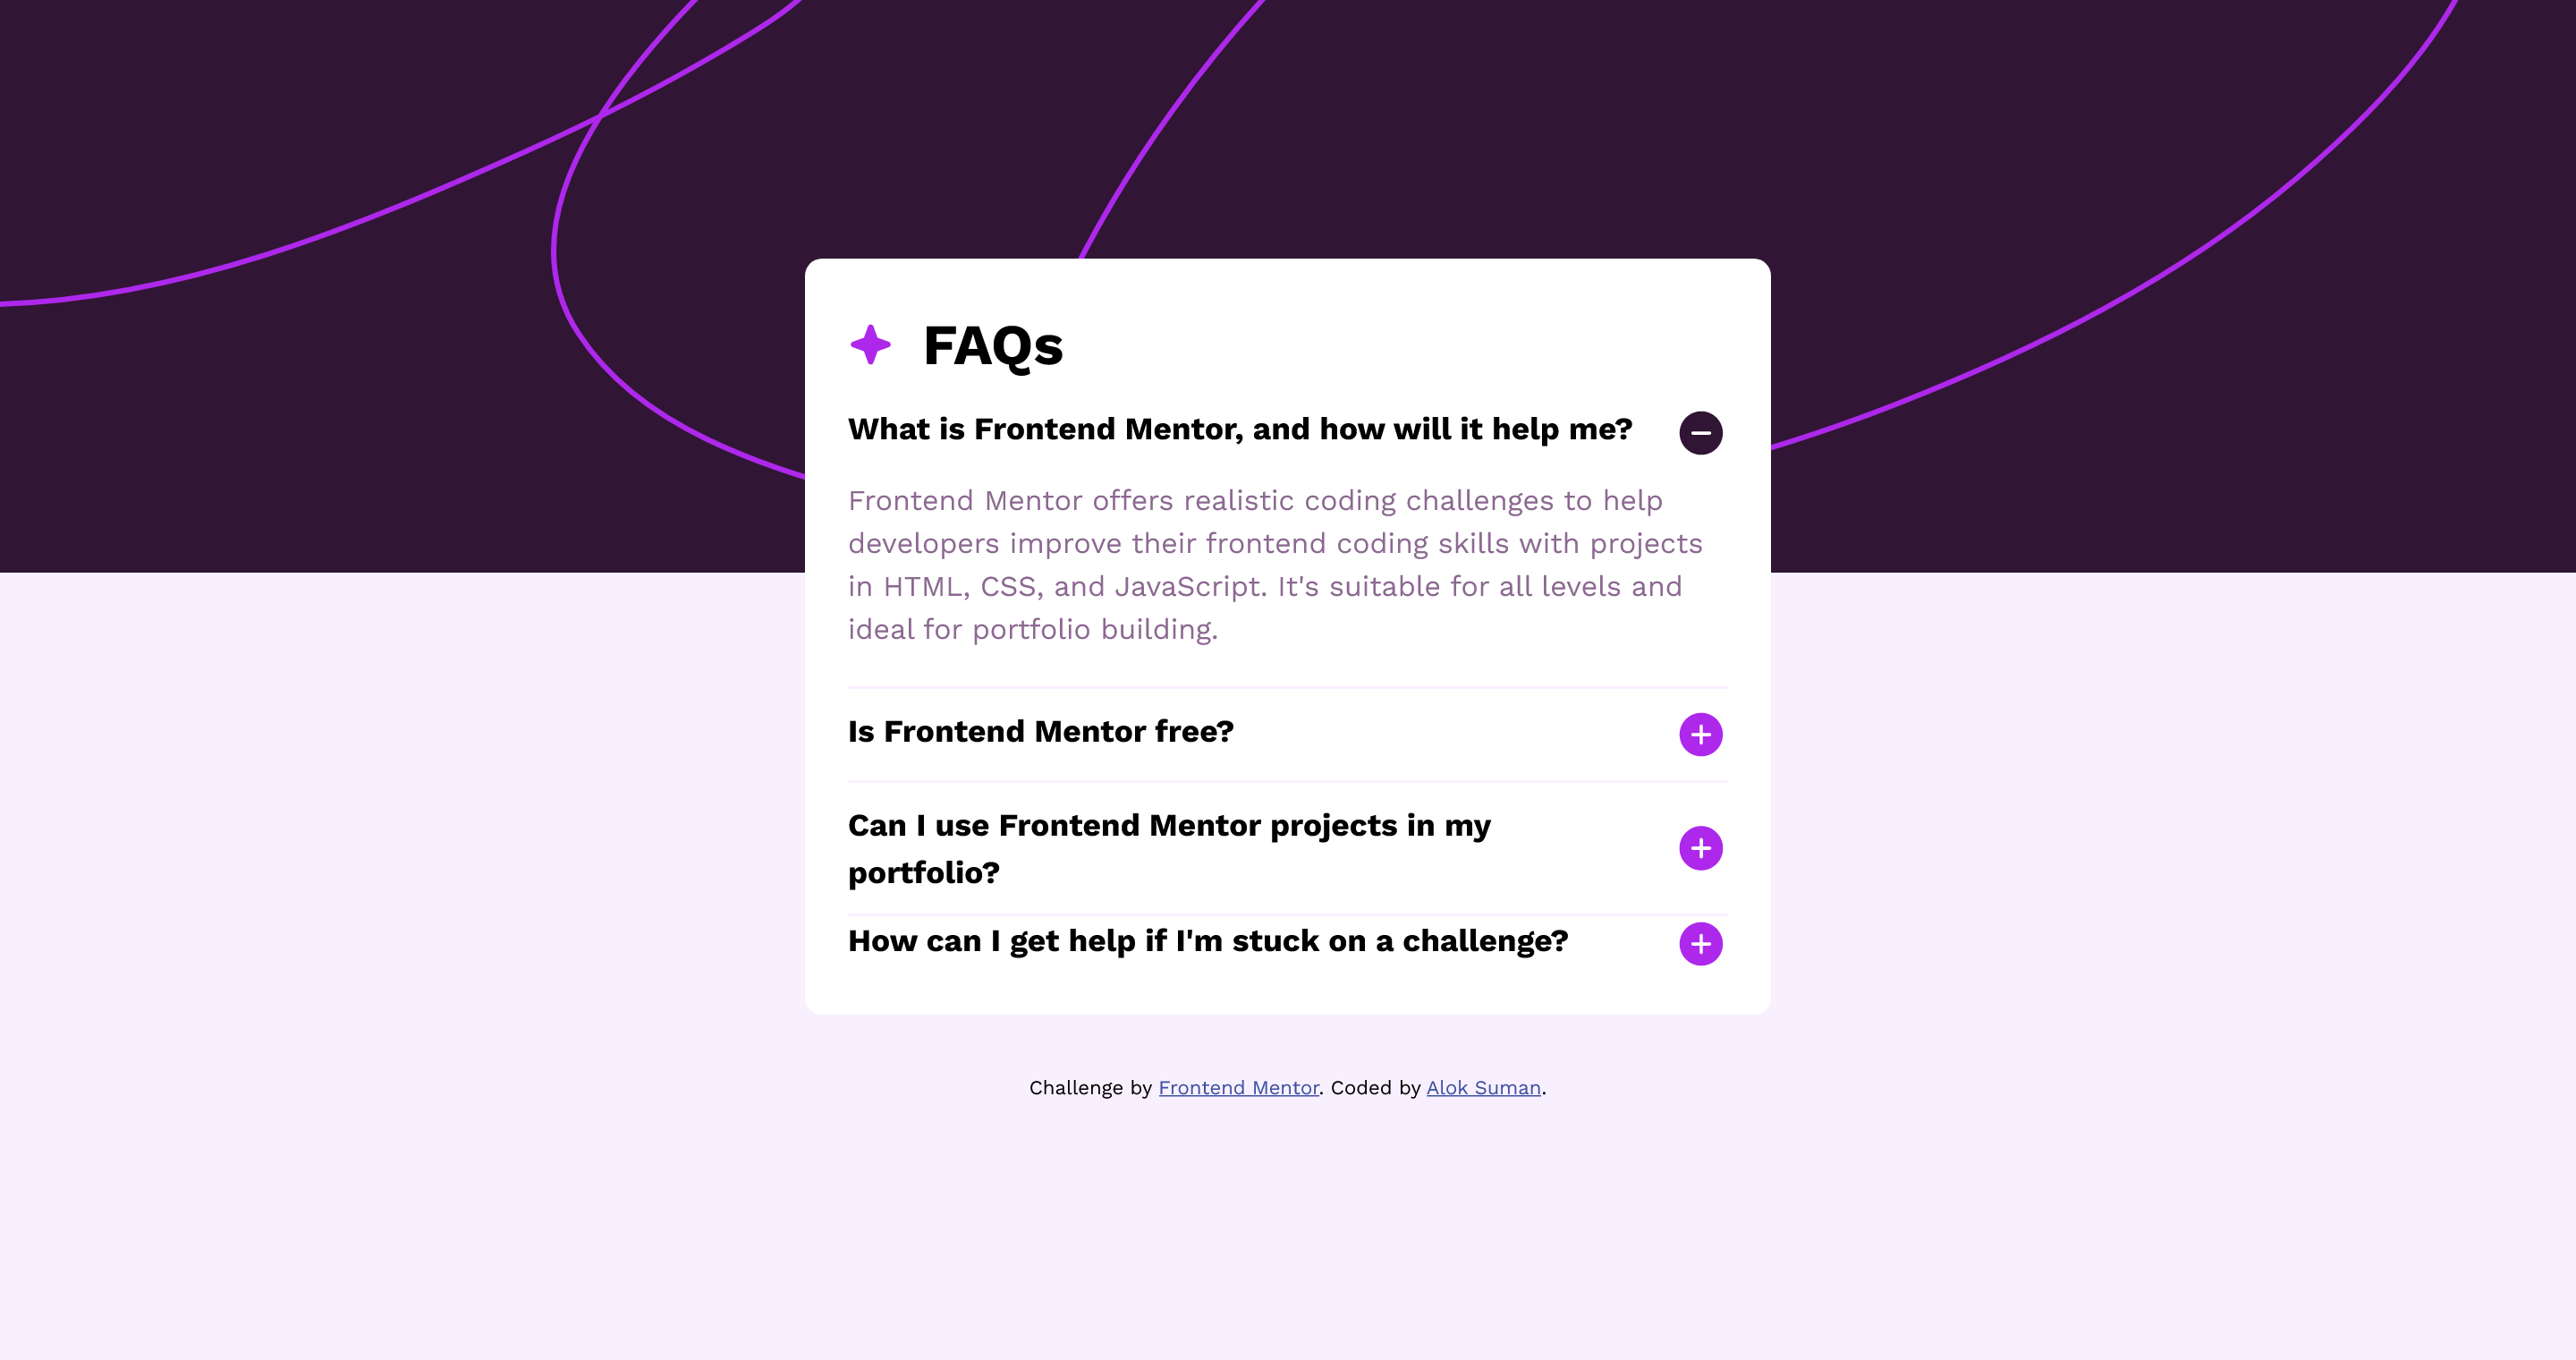 FAQs
What is Frontend Mentor, and how will it help me?
Frontend Mentor offers realistic coding challenges to help
developers improve their frontend coding skills with projects
in HTML, CSS, and JavaScript. It's suitable for all levels and
ideal for portfolio building.
Is Frontend Mentor free?
Can I use Frontend Mentor projects in my
portfolio?
How can I get help if I'm stuck on a challenge?
Challenge by Frontend Mentor. Coded by Alok Suman.